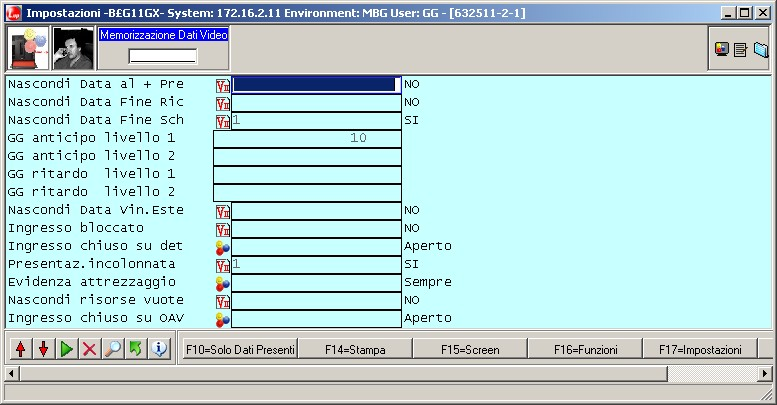 Impostazioni -B£G11GX- System: 172.16.2.11 Environment: MBG User: GG - [632511-2-1]
Memorizzazione Dati Video
Nascondi Data al + Pre NO
Nascondi Data Fine Ric NO
Nascondi Data Fine Sch 1 SI
GG anticipo livello 1 10
GG anticipo livello 2
GG ritardo  livello 1
GG ritardo  livello 2
Nascondi Data Vin.Este NO
Ingresso bloccato NO
Ingresso chiuso su det Aperto
Presentaz.incolonnata 1 SI
Evidenza attrezzaggio Sempre
Nascondi risorse vuote NO
Ingresso chiuso su OAV Aperto
F10=Solo Dati Presenti F14=Stampa F15=Screen F16=Funzioni F17=Impostazioni